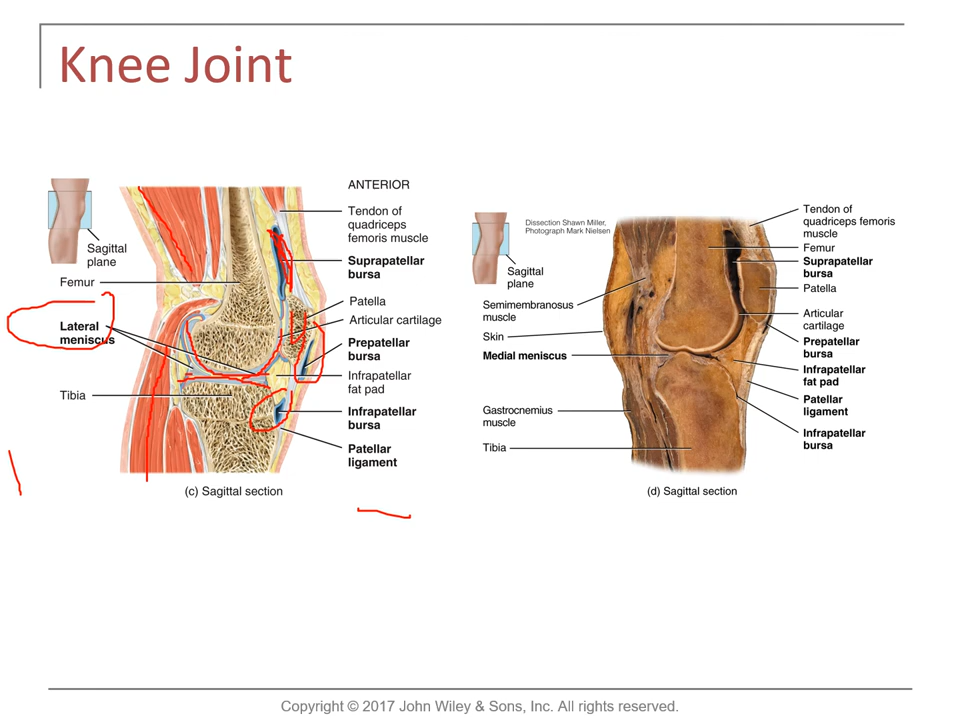 Knee Joint
ANTERIOR
Tendon of
quadriceps
femoris muscle
Sagittal
plane
Suprapatellar
bursa
Femur
Patella
Articular cartilage
Lateral
meniscus
Prepatellar
bursa
Infrapatellar
fat pad
Tibia
Infrapatellar
bursa
Patellar
ligament
(c) Sagittal section
Dissection Shawn Miller,
Photograph Mark Nielsen
Sagittal
plane
Semimembranosus
muscle
Skin
Medial meniscus
Gastrocnemius
muscle
Tibia
Tendon of
quadriceps femoris
muscle
Femur
Suprapatellar
bursa
Patella
Articular
cartilage
Prepatellar
bursa
Infrapatellar
fat pad
Patellar
ligament
Infrapatellar
bursa
(d) Sagittal section
Copyright © 2017 John Wiley & Sons, Inc. All rights reserved.